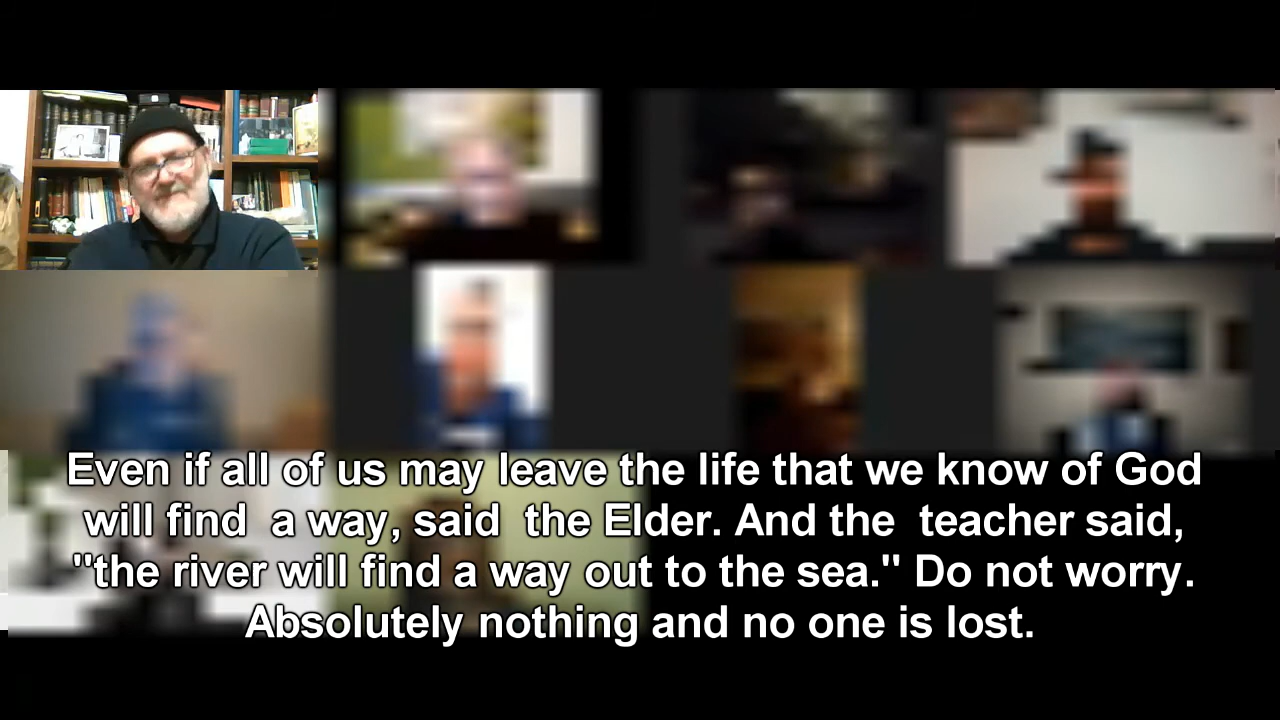 Even if all of us may leave the life that we know of God
will find a way, said the Elder. And the teacher said,
"the river will find a way out to the sea." Do not worry.
Absolutely nothing and no one is lost.